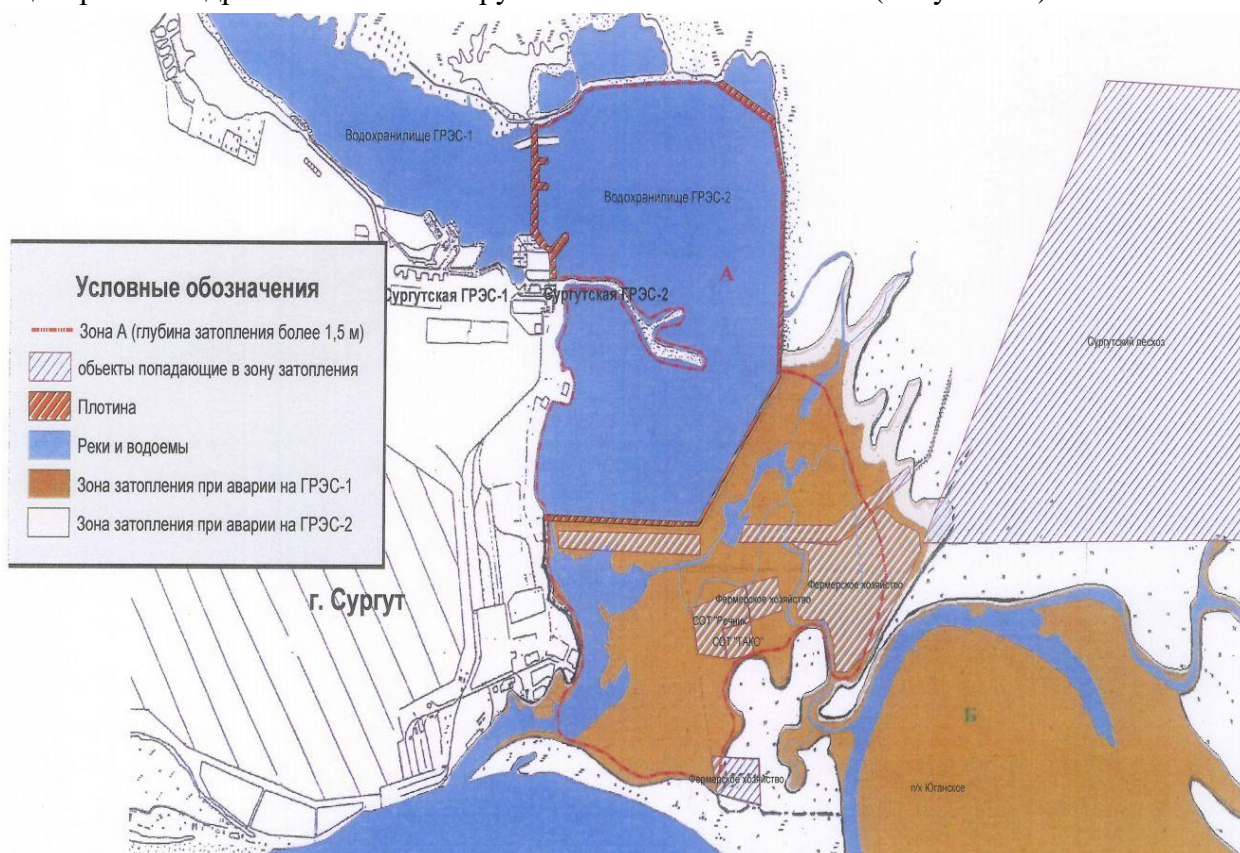 Водохранилище ГРЭС-1
Водохранилище ГРЭС-2
А
Условные обозначения
Зона А (глубина затопления более 1,5 м)
обьекты попадающие в зону затопления
Плотина
Реки и водоемы
Зона затопления при аварии на ГРЭС-1
Зона затопления при аварии на ГРЭС-2
Сургутская ГРЭС-1
Сургутская ГРЭС-2
Сургутский лесхоз
г. Сургут
Фермерское хозяйство
Фермерское хозяйство
СОТ "Речник"
СОТ "ТАКО"
Б
Фермерское хозяйство
п/х Юганское